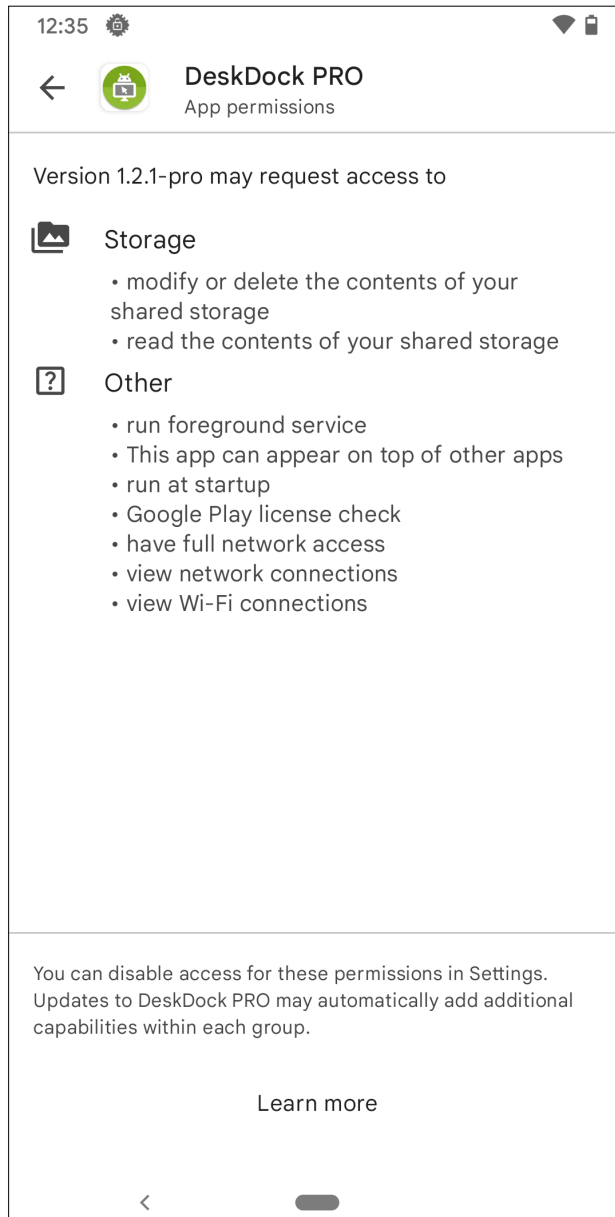 12:35
DeskDock PRO
App permissions
Version 1.2.1-pro may request access to
Storage
• modify or delete the contents of your
shared storage
• read the contents of your shared storage
Other
• run foreground service
• This app can appear on top of other apps
• run at startup
• Google Play license check
• have full network access
• view network connections
• view Wi-Fi connections
You can disable access for these permissions in Settings.
Updates to DeskDock PRO may automatically add additional
capabilities within each group.
Learn more